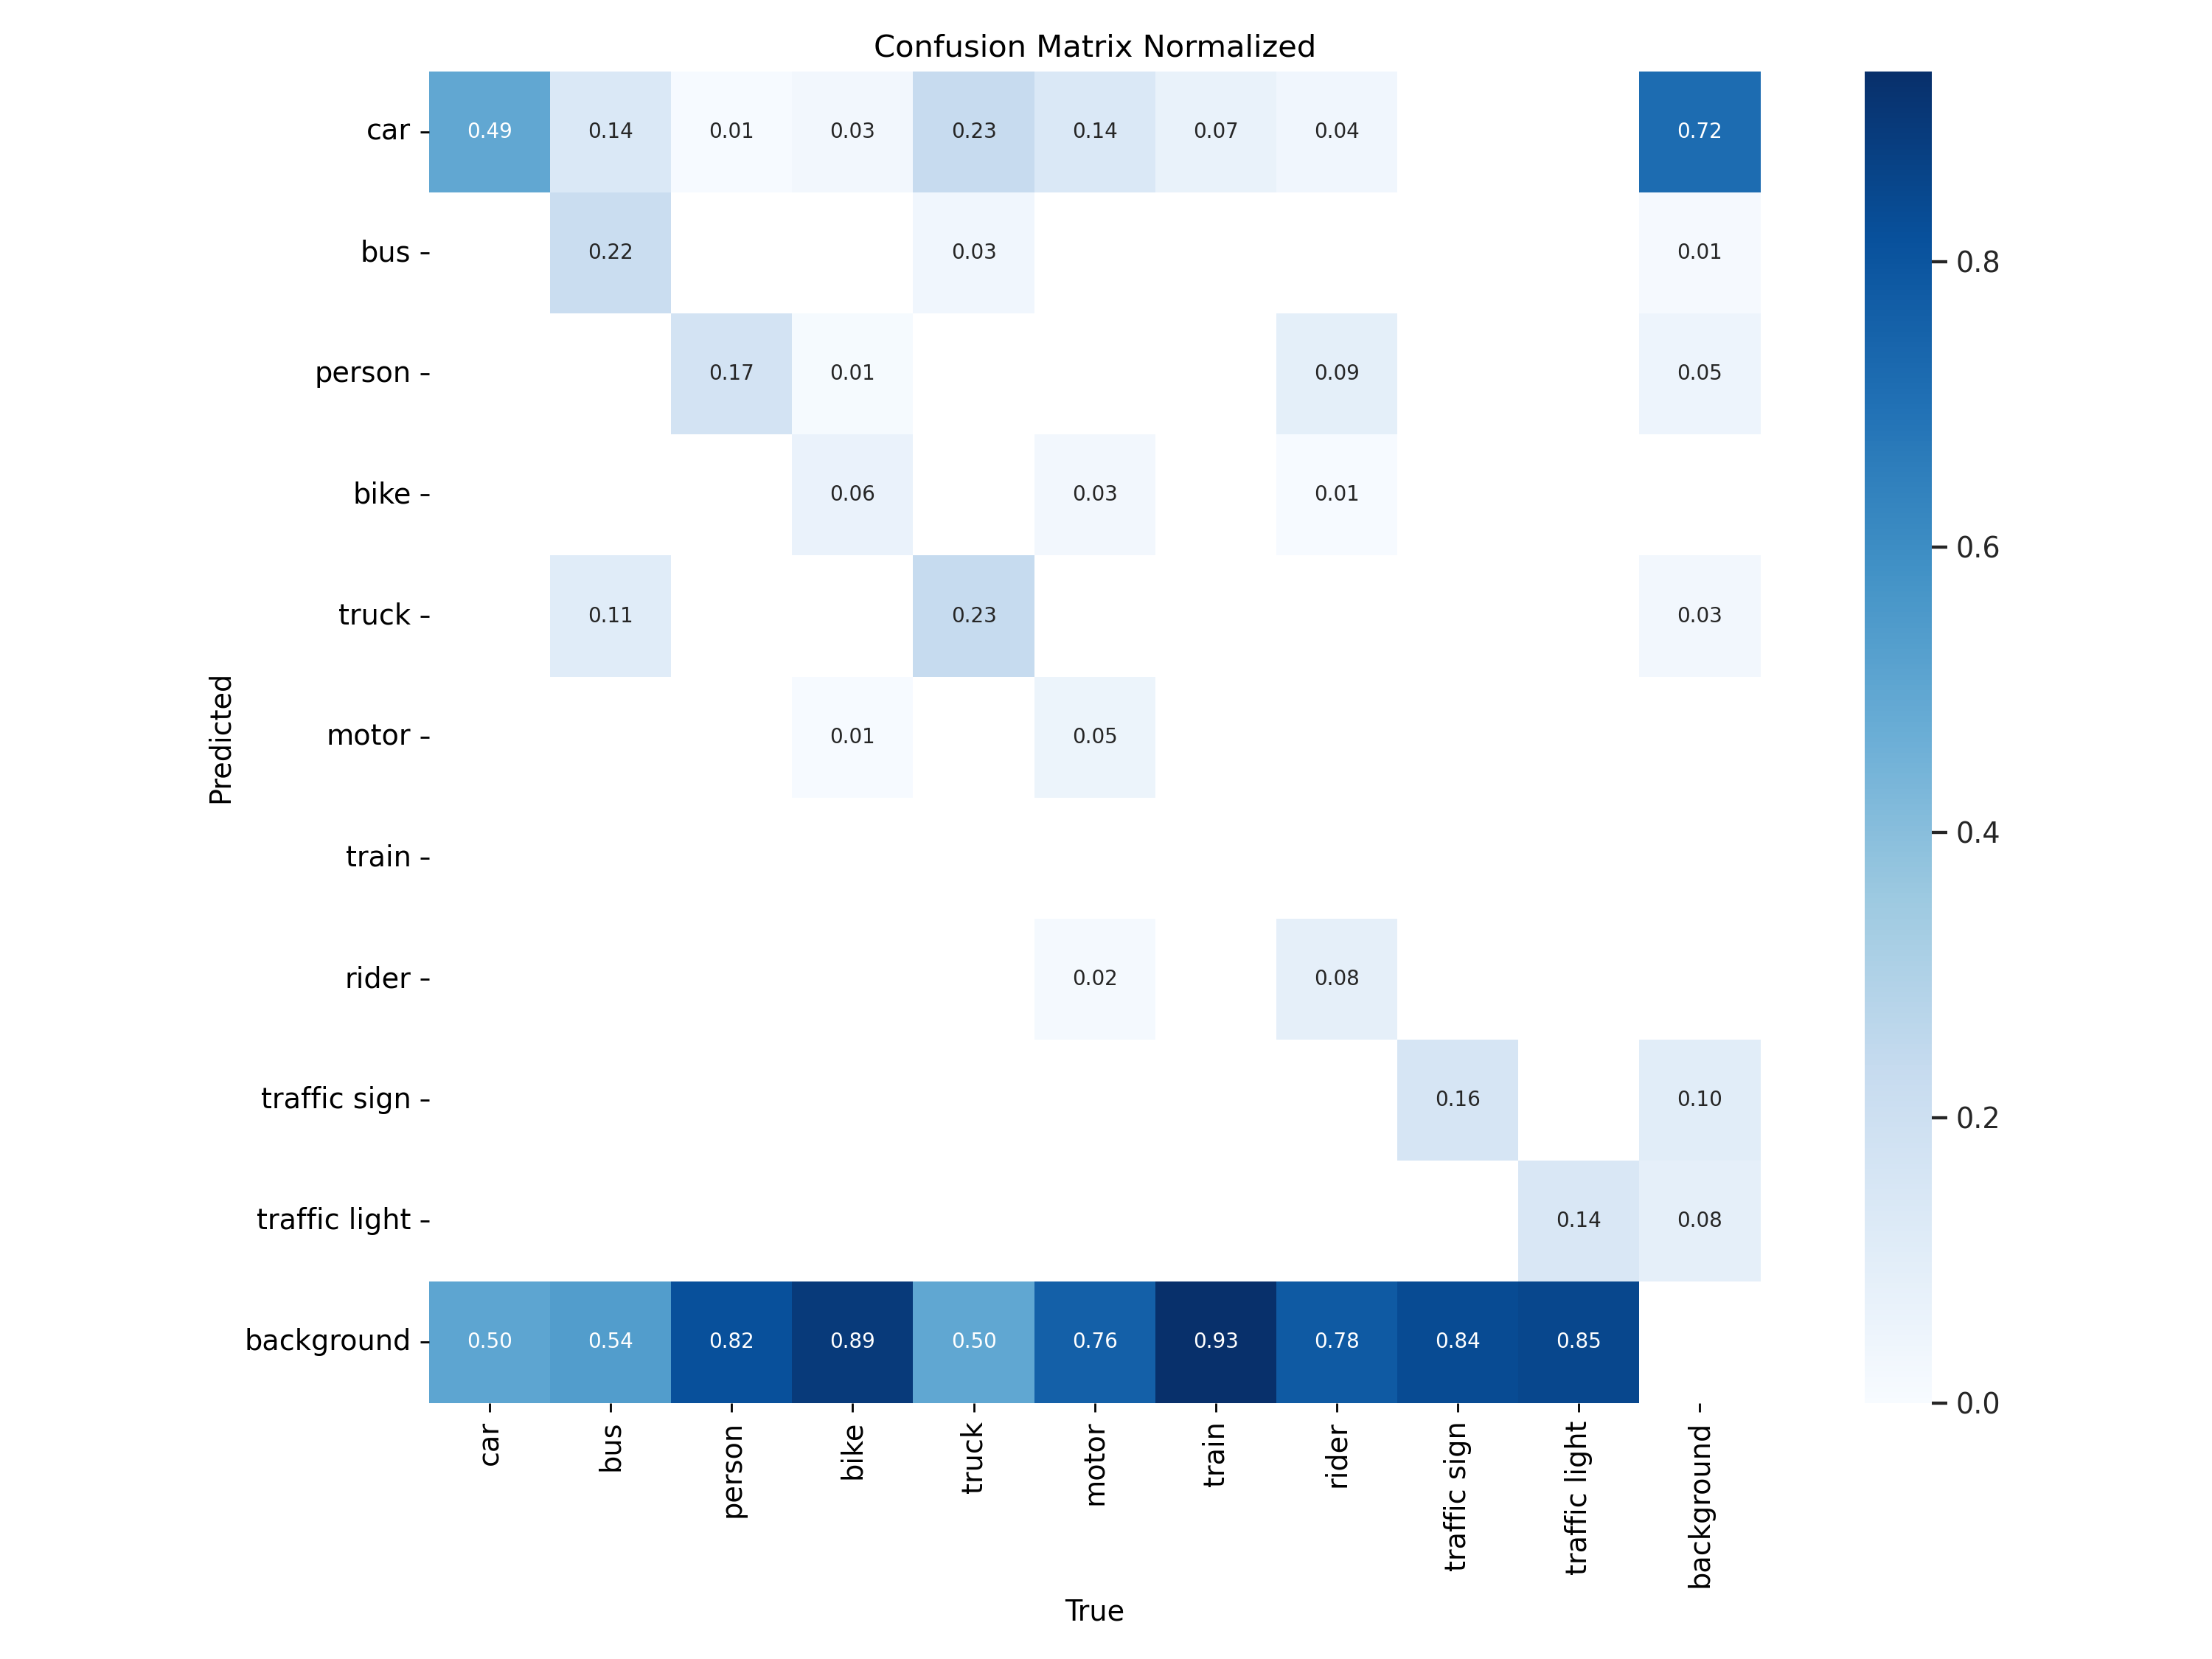 Confusion Matrix Normalized
car 0.49 0.14 0.01 0.03 0.23 0.14 0.07 0.04 0.72
bus 0.22 0.03 0.01
person 0.17 0.01 0.09 0.05
bike 0.06 0.03 0.01
truck 0.11 0.23 0.03
motor 0.01 0.05
train
rider 0.02 0.08
traffic sign 0.16 0.10
traffic light 0.14 0.08
background 0.50 0.54 0.82 0.89 0.50 0.76 0.93 0.78 0.84 0.85
Predicted
car bus person bike truck motor train rider traffic sign traffic light background
True
0.8
0.6
0.4
0.2
0.0